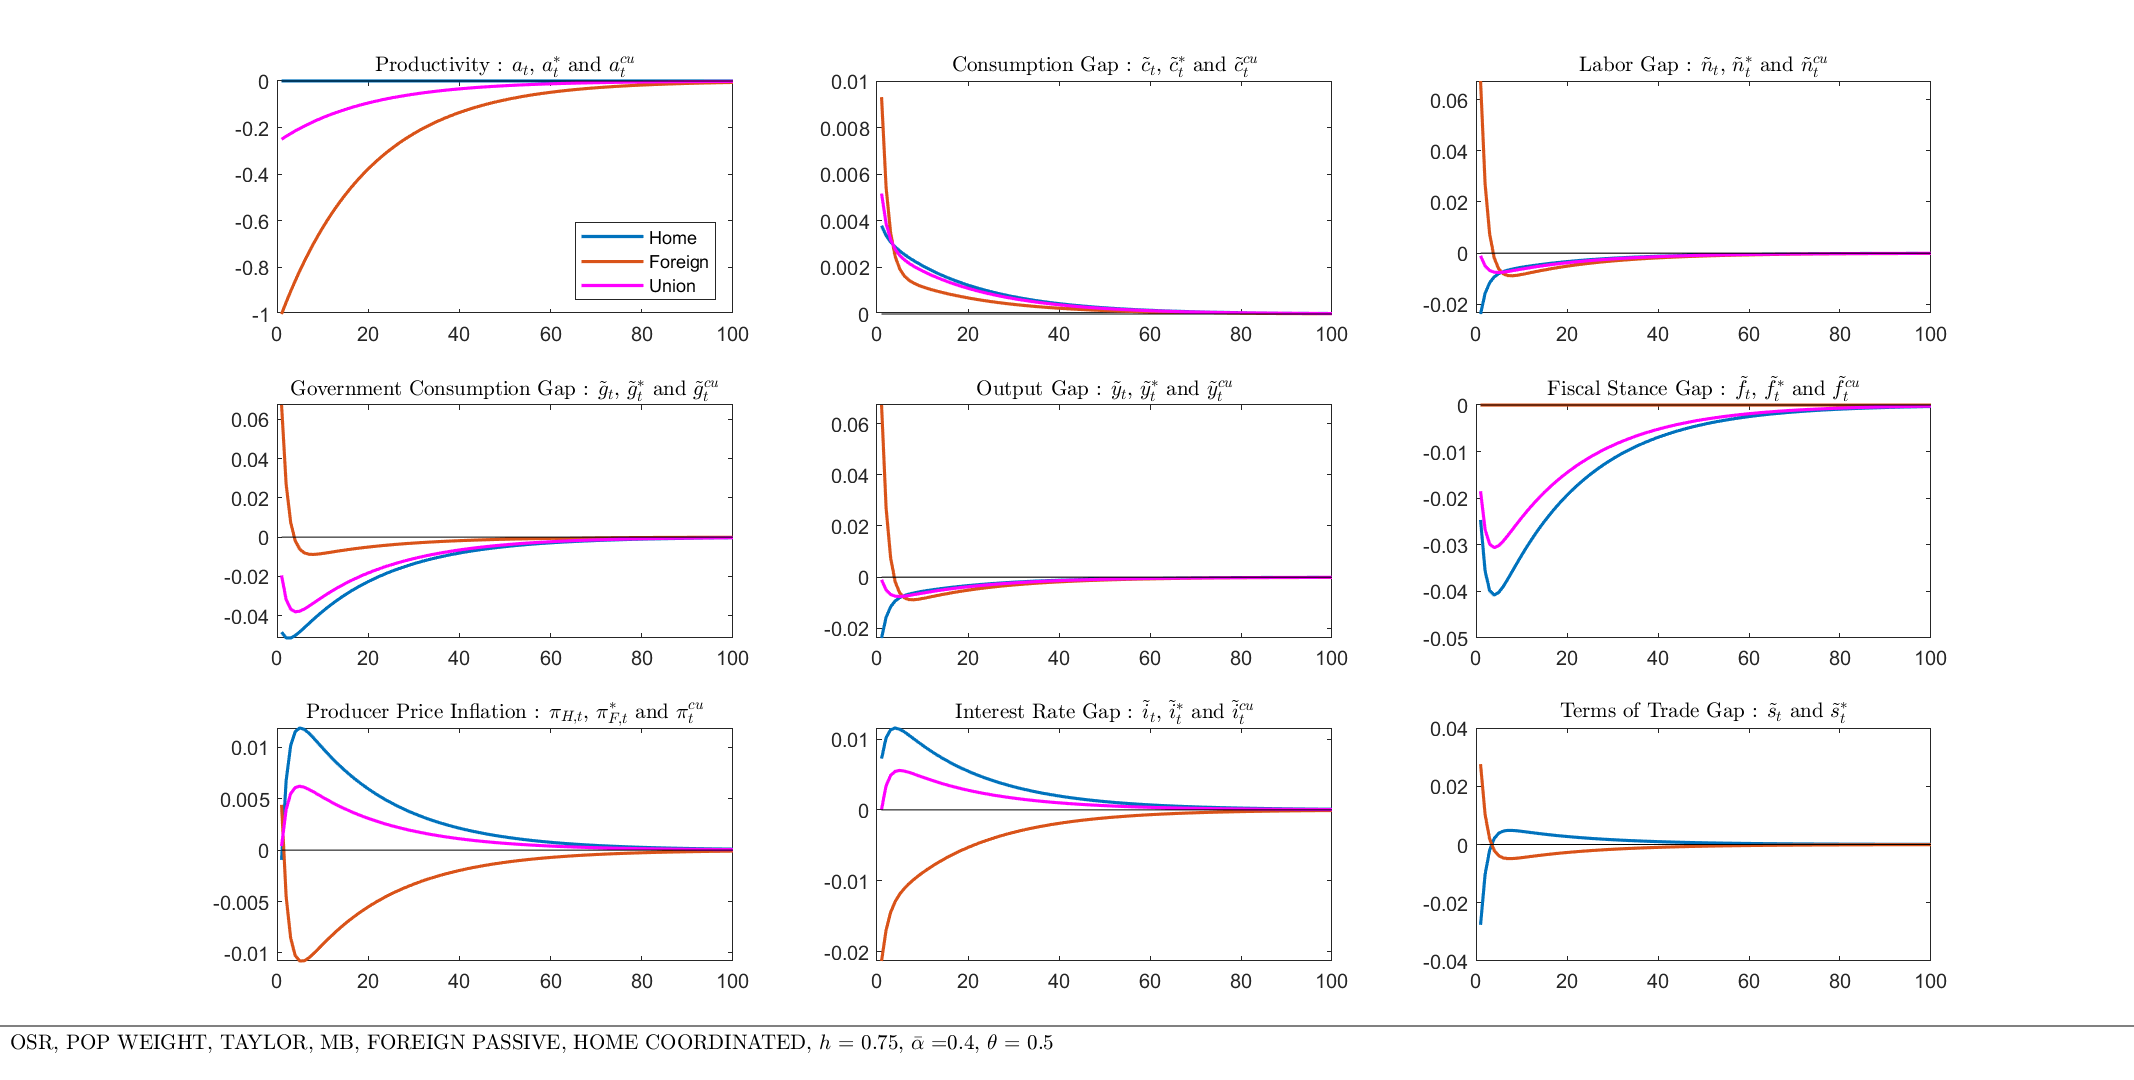 Productivity : a_t, a_t^* and a_t^{cu}
0
-0.2
-0.4
-0.6
-0.8
-1
0 20 40 60 80 100
Home
Foreign
Union
Consumption Gap : c̃_t, c̃_t^* and c̃_t^{cu}
0.01
0.008
0.006
0.004
0.002
0
0 20 40 60 80 100
Labor Gap : ñ_t, ñ_t^* and ñ_t^{cu}
0.06
0.04
0.02
0
-0.02
0 20 40 60 80 100
Government Consumption Gap : g̃_t, g̃_t^* and g̃_t^{cu}
0.06
0.04
0.02
0
-0.02
-0.04
0 20 40 60 80 100
Output Gap : ỹ_t, ỹ_t^* and ỹ_t^{cu}
0.06
0.04
0.02
0
-0.02
0 20 40 60 80 100
Fiscal Stance Gap : f̃_t, f̃_t^* and f̃_t^{cu}
0
-0.01
-0.02
-0.03
-0.04
-0.05
0 20 40 60 80 100
Producer Price Inflation : π_{H,t}, π_{F,t}^* and π_t^{cu}
0.01
0.005
0
-0.005
-0.01
0 20 40 60 80 100
Interest Rate Gap : ĩ_t, ĩ_t^* and ĩ_t^{cu}
0.01
0
-0.01
-0.02
0 20 40 60 80 100
Terms of Trade Gap : s̃_t and s̃_t^*
0.04
0.02
0
-0.02
-0.04
0 20 40 60 80 100
OSR, POP WEIGHT, TAYLOR, MB, FOREIGN PASSIVE, HOME COORDINATED, h = 0.75, ᾱ =0.4, θ = 0.5